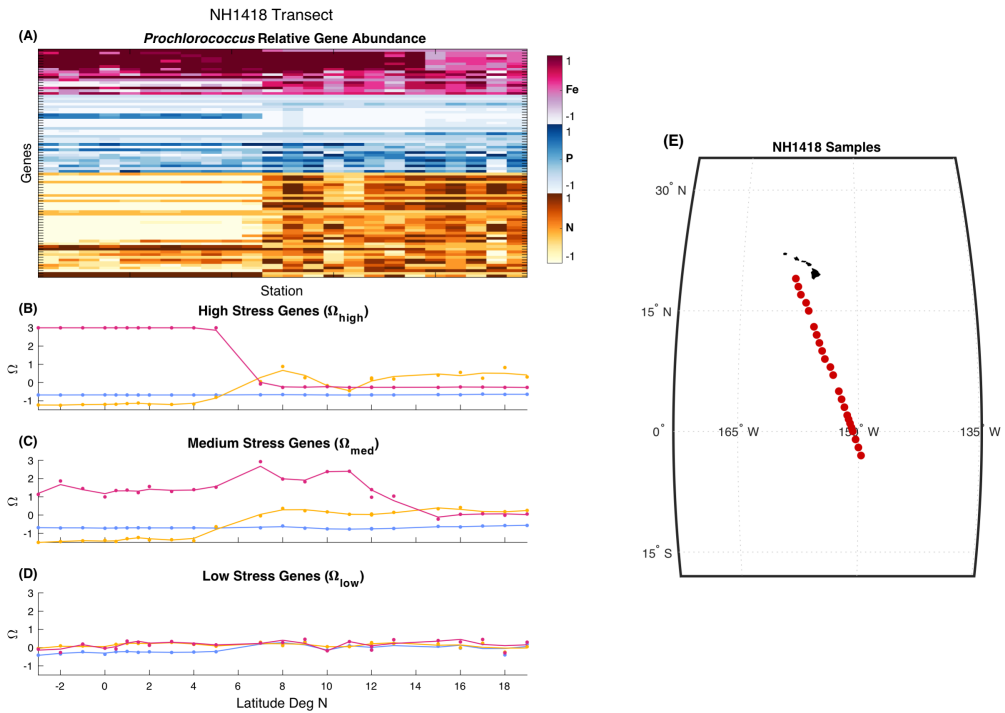 NH1418 Transect
(A)
Prochlorococcus Relative Gene Abundance
Genes
Station
1
Fe
-1
1
P
-1
1
N
-1
(B)
High Stress Genes (Ωhigh)
Ω
3
2
1
0
-1
(C)
Medium Stress Genes (Ωmed)
Ω
3
2
1
0
-1
(D)
Low Stress Genes (Ωlow)
Ω
3
2
1
0
-1
-2 0 2 4 6 8 10 12 14 16 18
Latitude Deg N
(E)
NH1418 Samples
30° N
15° N
0°
165° W 150° W 135° W
15° S